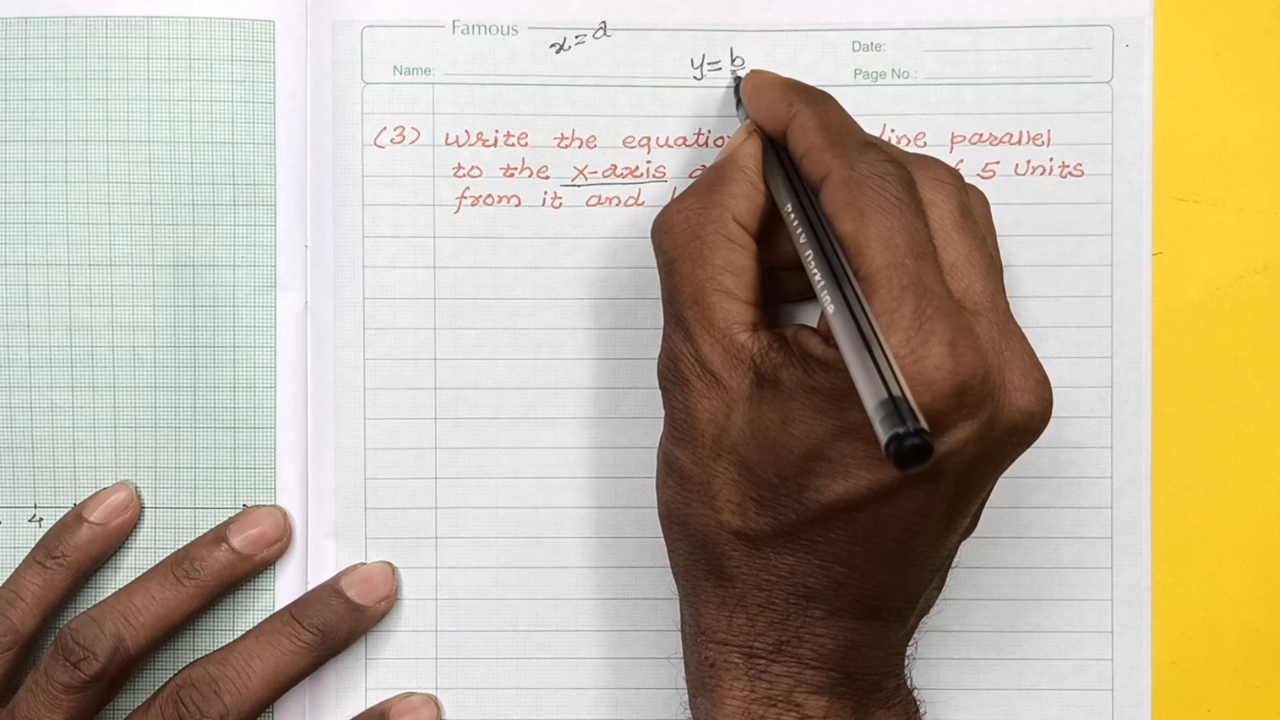 Famous
x = a
Date:
y = b
Name:
Page No.:
(3) Write the equatio line parallel
to the x-axis 5 Units
from it and
4